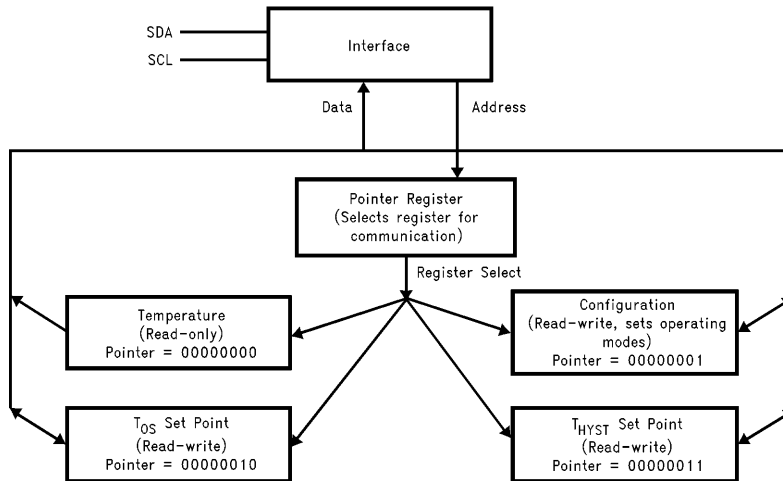 SDA
SCL
Interface
Data
Address
Pointer Register
(Selects register for
communication)
Register Select
Temperature
(Read-only)
Pointer = 00000000
Configuration
(Read-write, sets operating
modes)
Pointer = 00000001
TOS Set Point
(Read-write)
Pointer = 00000010
THYST Set Point
(Read-write)
Pointer = 00000011